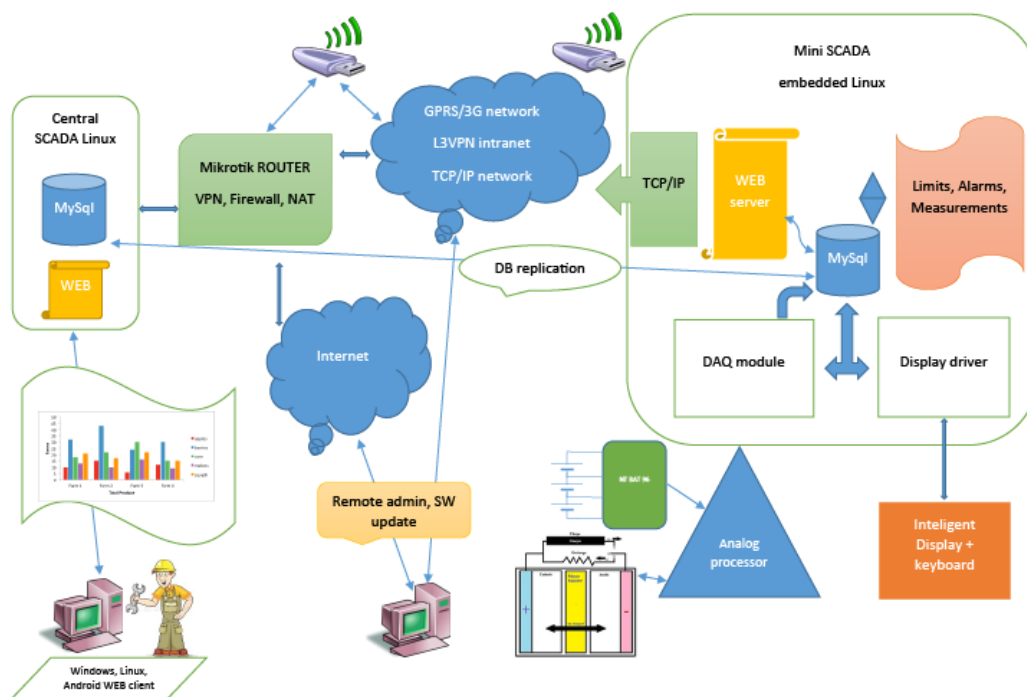 Mini SCADA
embedded Linux
Central
SCADA Linux
MySql
WEB
Mikrotik ROUTER
VPN, Firewall, NAT
GPRS/3G network
L3VPN intranet
TCP/IP network
TCP/IP
WEB
server
Limits, Alarms,
Measurements
MySql
DB replication
DAQ module
Display driver
Internet
Total Product
Remote admin, SW
update
NT BAT 96
Analog
processor
Inteligent
Display +
keyboard
+
-
Windows, Linux,
Android WEB client